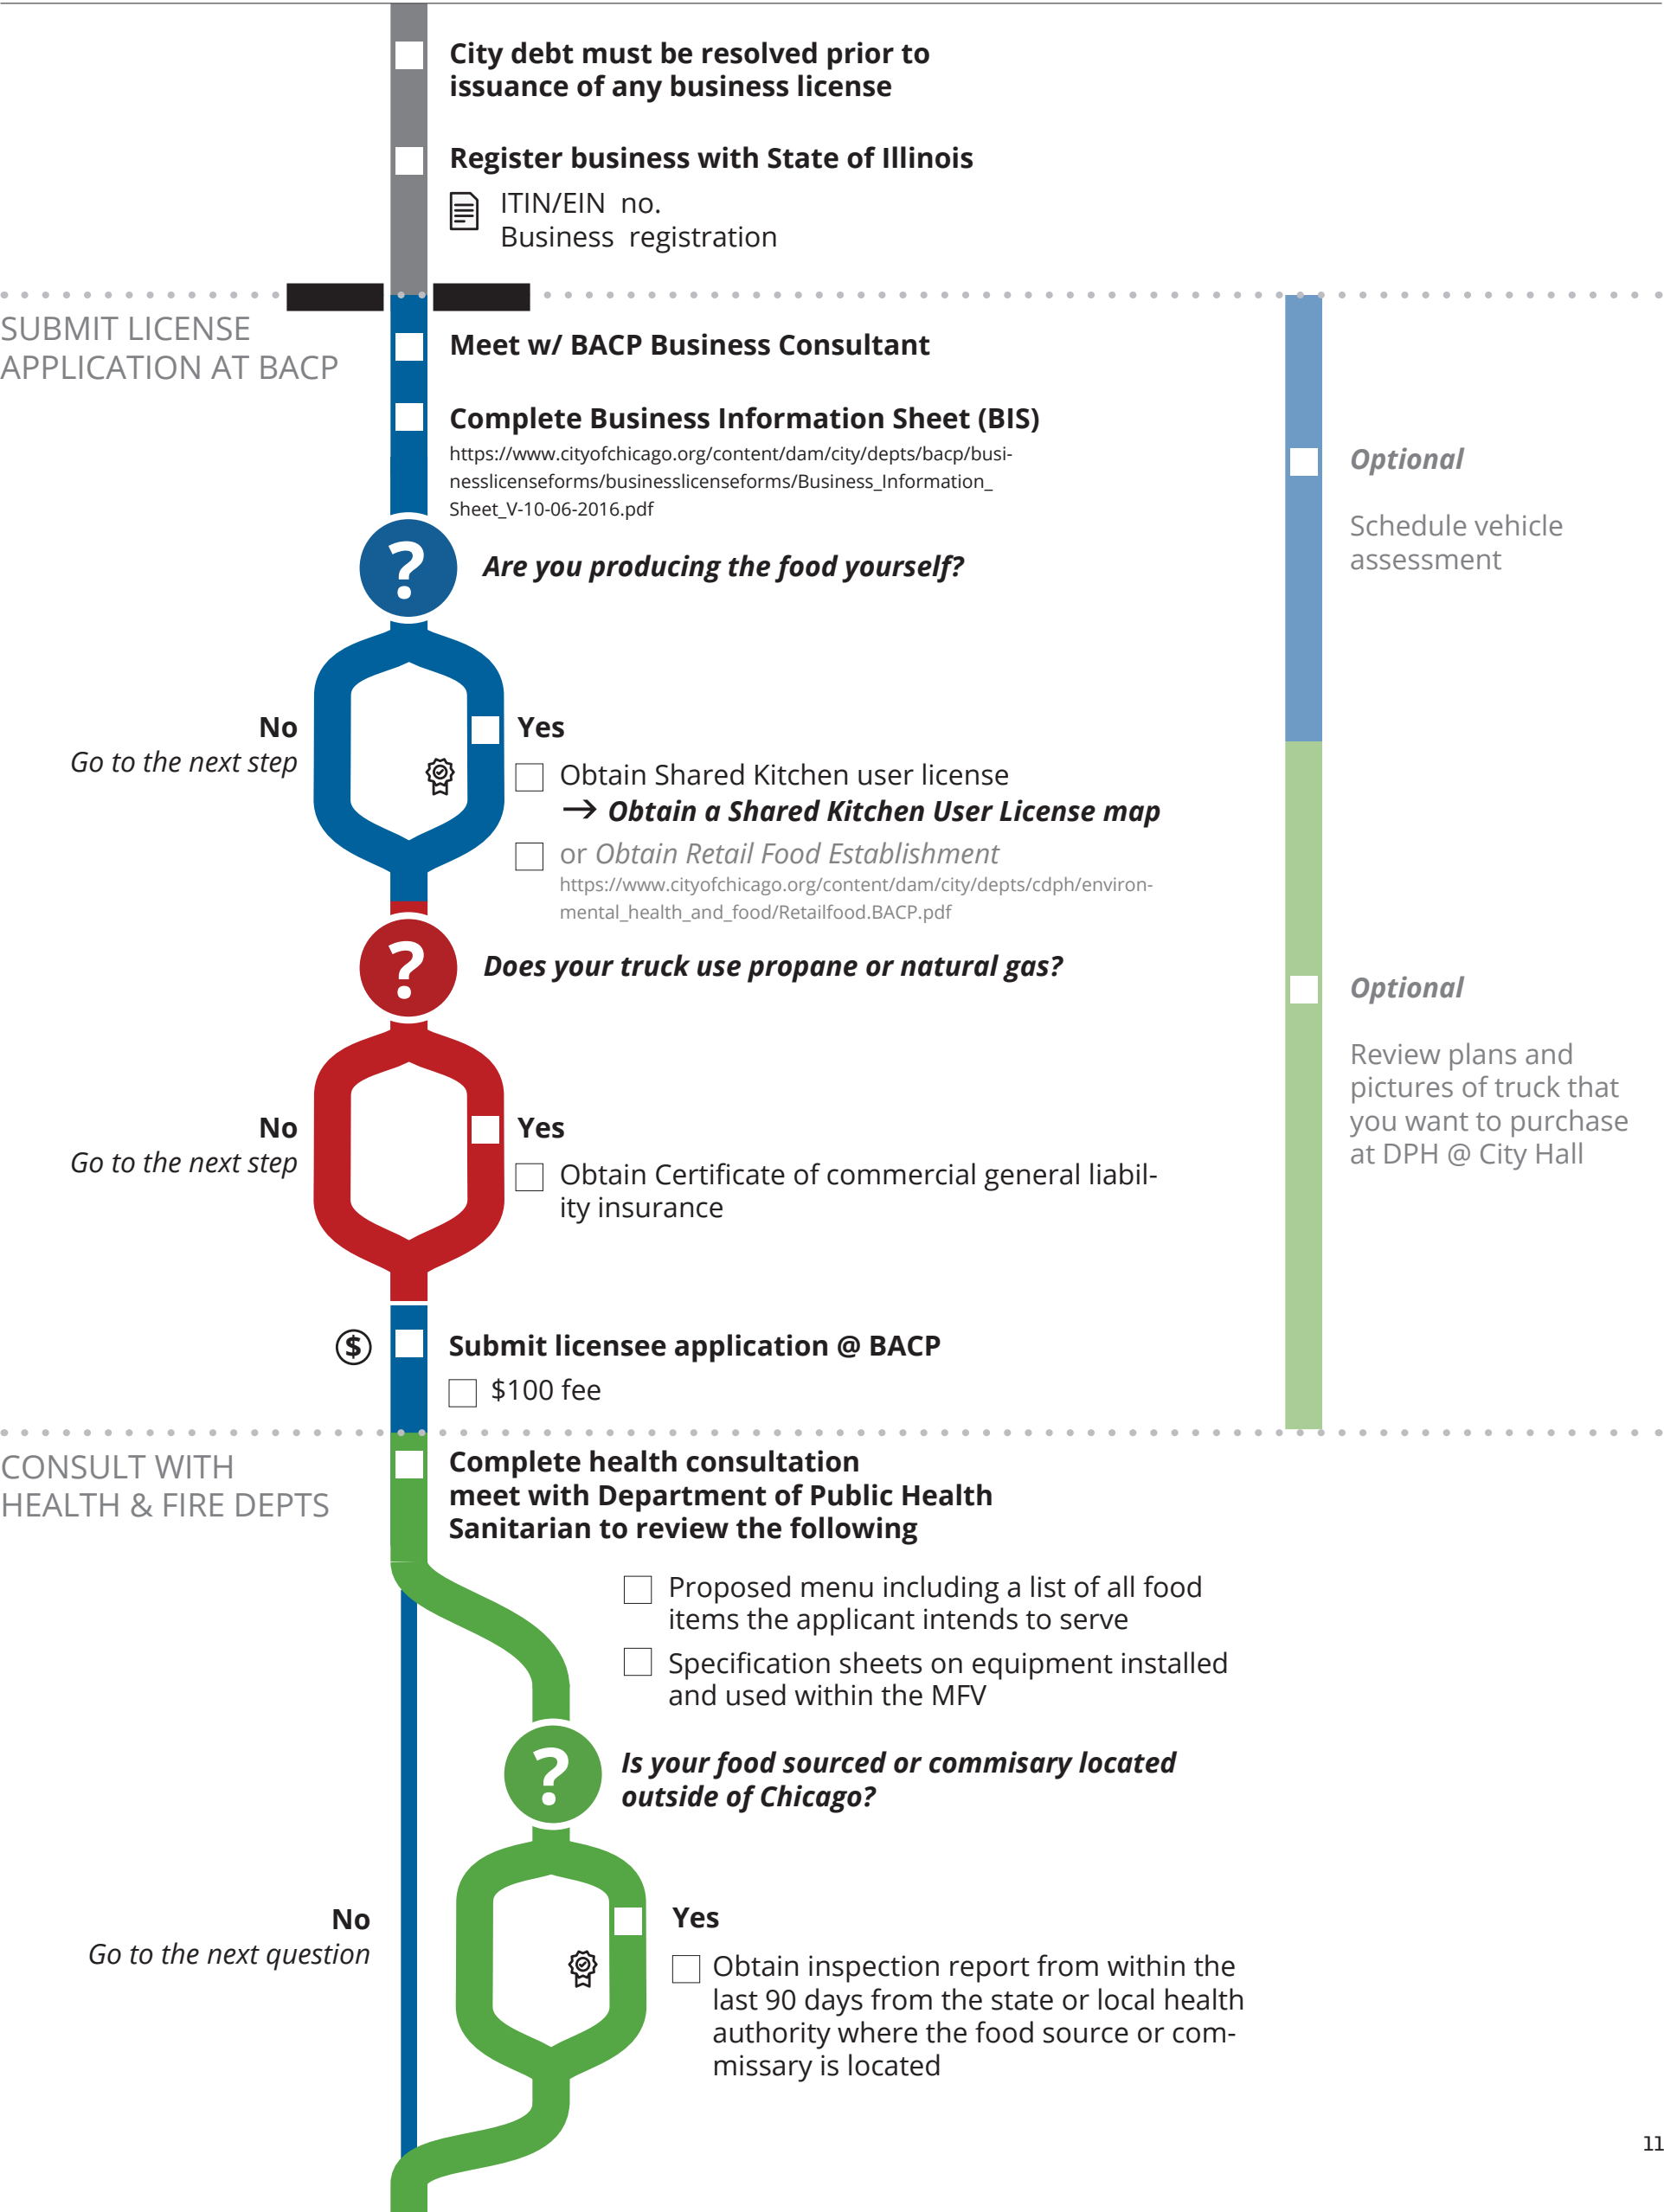 City debt must be resolved prior to
issuance of any business license
Register business with State of Illinois
ITIN/EIN no.
Business registration
SUBMIT LICENSE
APPLICATION AT BACP
Meet w/ BACP Business Consultant
Complete Business Information Sheet (BIS)
https://www.cityofchicago.org/content/dam/city/depts/bacp/busi-
nesslicenseforms/businesslicenseforms/Business_Information_
Sheet_V-10-06-2016.pdf
Optional
Schedule vehicle
assessment
?
Are you producing the food yourself?
No
Go to the next step
Yes
Obtain Shared Kitchen user license
→ Obtain a Shared Kitchen User License map
or Obtain Retail Food Establishment
https://www.cityofchicago.org/content/dam/city/depts/cdph/environ-
mental_health_and_food/Retailfood.BACP.pdf
?
Does your truck use propane or natural gas?
Optional
Review plans and
pictures of truck that
you want to purchase
at DPH @ City Hall
No
Go to the next step
Yes
Obtain Certificate of commercial general liabil-
ity insurance
$
Submit licensee application @ BACP
$100 fee
CONSULT WITH
HEALTH & FIRE DEPTS
Complete health consultation
meet with Department of Public Health
Sanitarian to review the following
Proposed menu including a list of all food
items the applicant intends to serve
Specification sheets on equipment installed
and used within the MFV
?
Is your food sourced or commisary located
outside of Chicago?
No
Go to the next question
Yes
Obtain inspection report from within the
last 90 days from the state or local health
authority where the food source or com-
missary is located
11